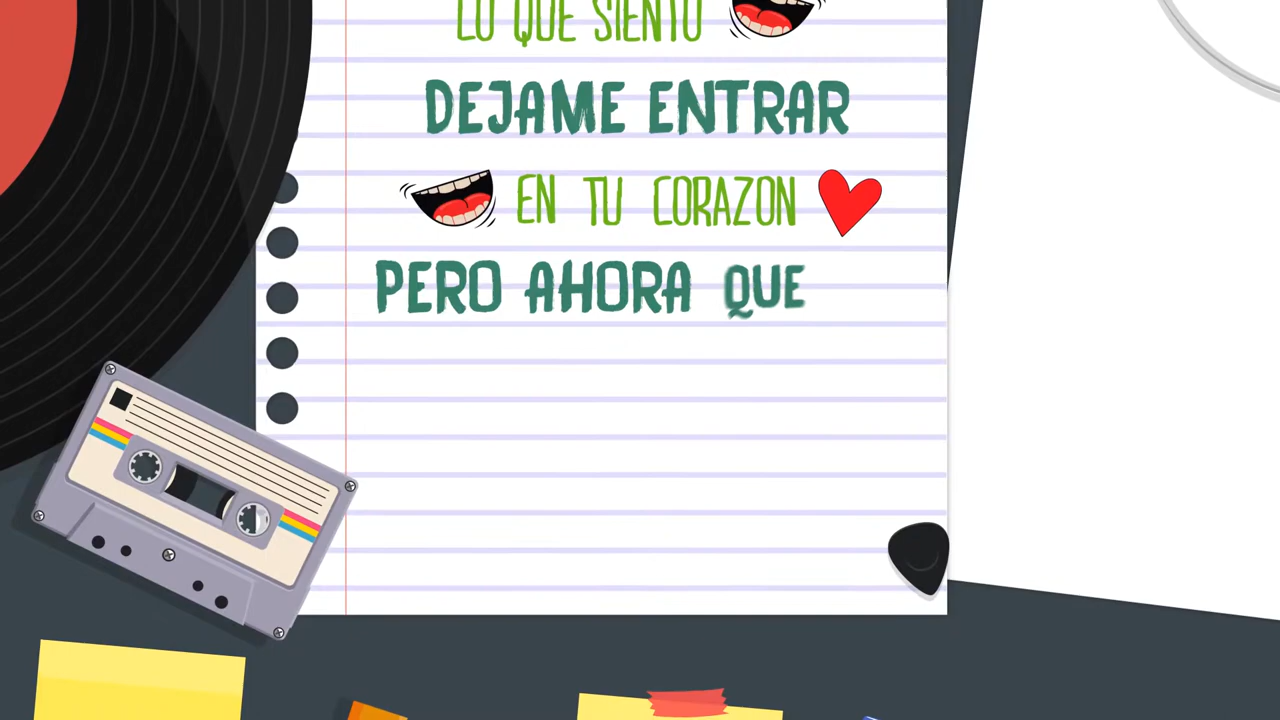 LO QUE SIENTO
DEJAME ENTRAR
EN TU CORAZON
PERO AHORA QUE